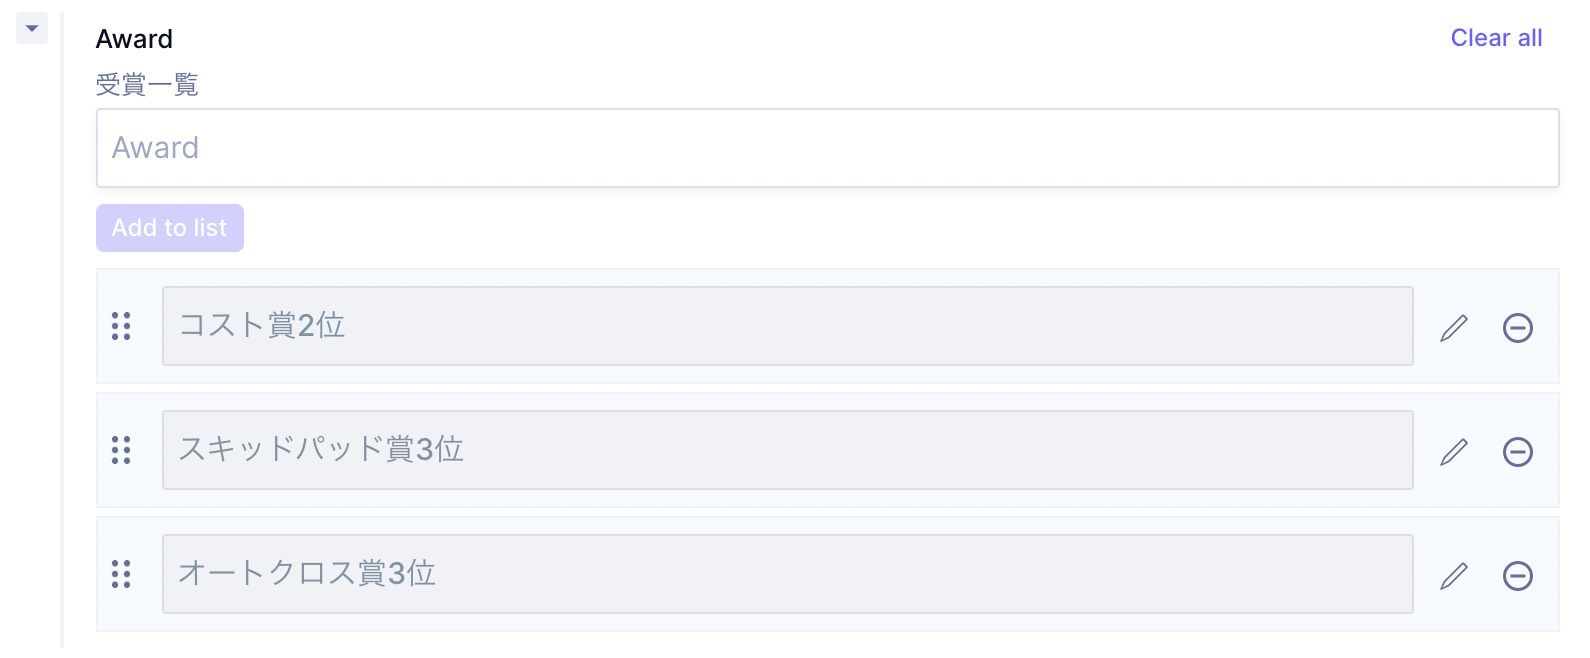 Award
Clear all
受賞一覧
Award
Add to list
コスト賞2位
スキッドパッド賞3位
オートクロス賞3位